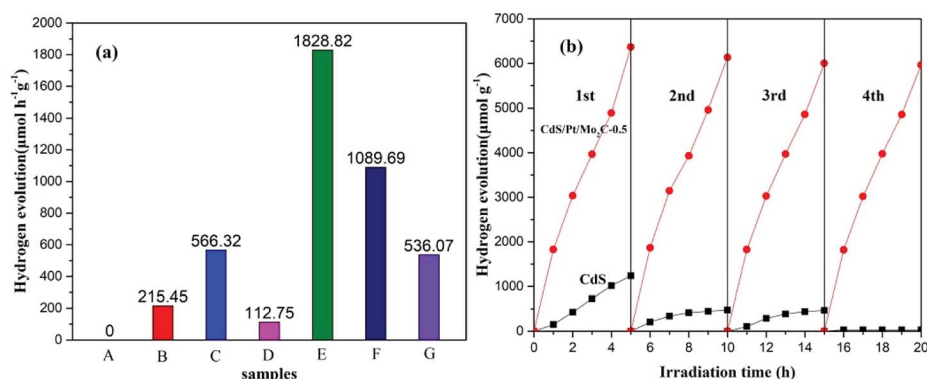 (a)
Hydrogen evolution(μmol h⁻¹g⁻¹)
2000
1800
1600
1400
1200
1000
800
600
400
200
0
0
215.45
566.32
112.75
1828.82
1089.69
536.07
A B C D E F G
samples
(b)
Hydrogen evolution(μmol g⁻¹)
7000
6000
5000
4000
3000
2000
1000
0
1st 2nd 3rd 4th
CdS/Pt/Mo₂C-0.5
CdS
0 2 4 6 8 10 12 14 16 18 20
Irradiation time (h)